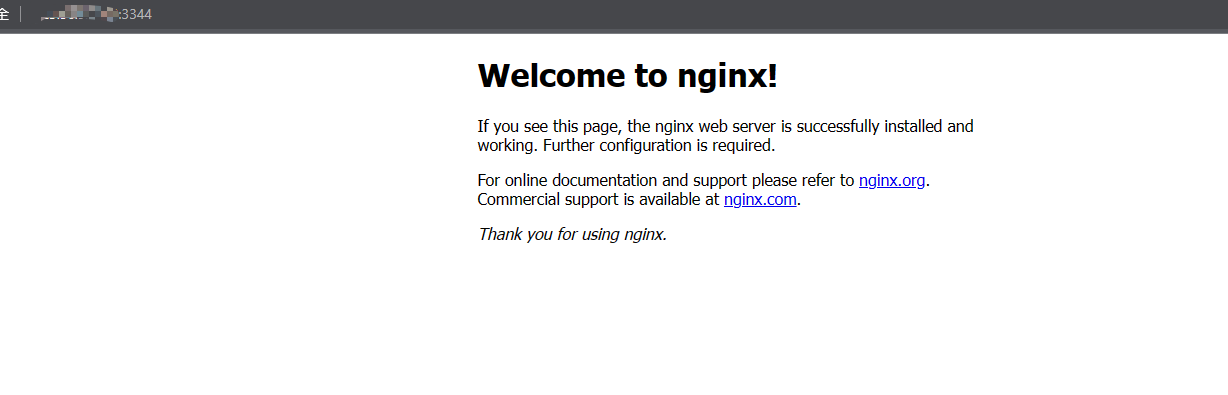 全 :3344
Welcome to nginx!
If you see this page, the nginx web server is successfully installed and
working. Further configuration is required.
For online documentation and support please refer to nginx.org.
Commercial support is available at nginx.com.
Thank you for using nginx.